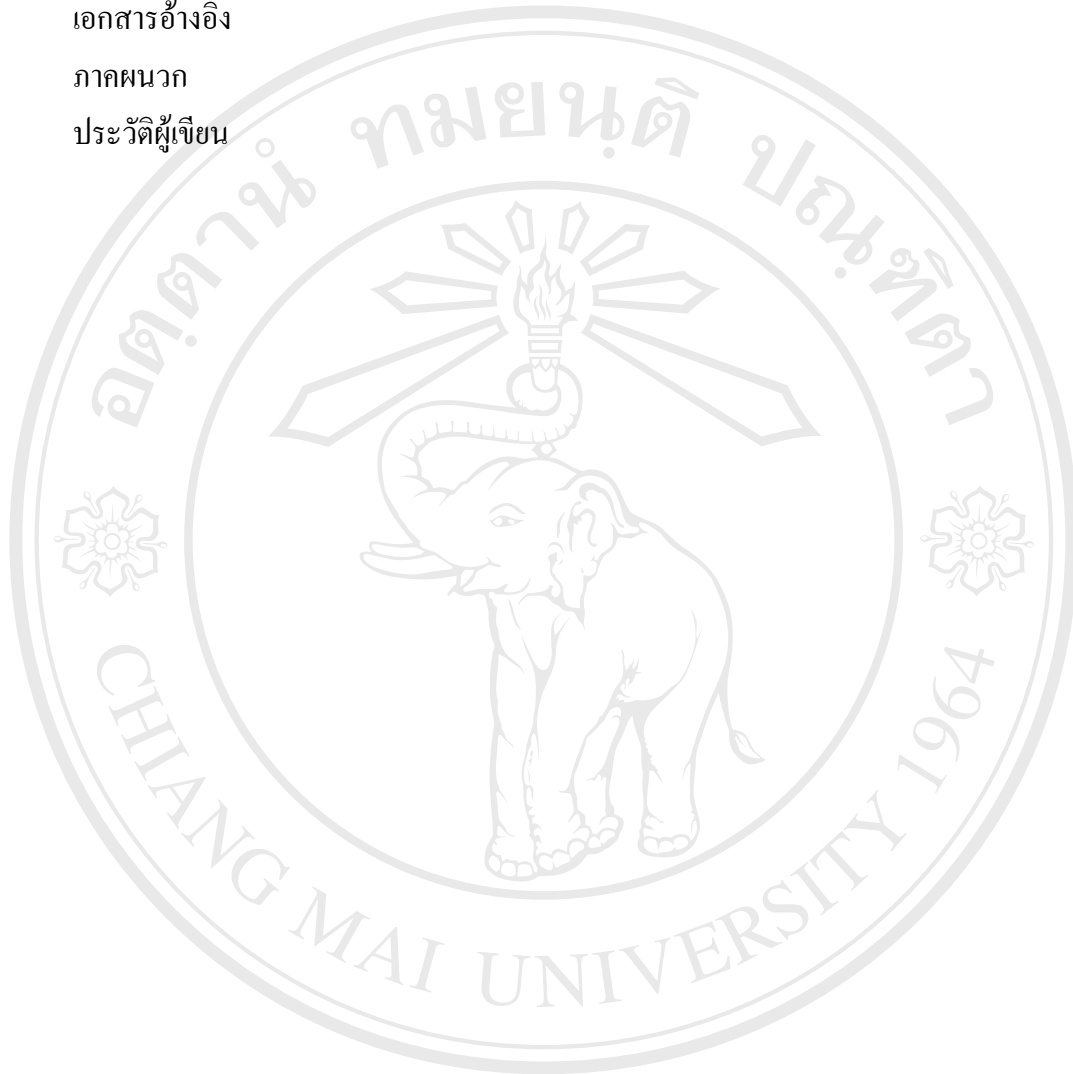 เอกสารอ้างอิง
ภาคผนวก
ประวัติผู้เขียน
อตฺตานํ ทมยนฺติ ปณฺฑิตา
CHIANG MAI UNIVERSITY 1964